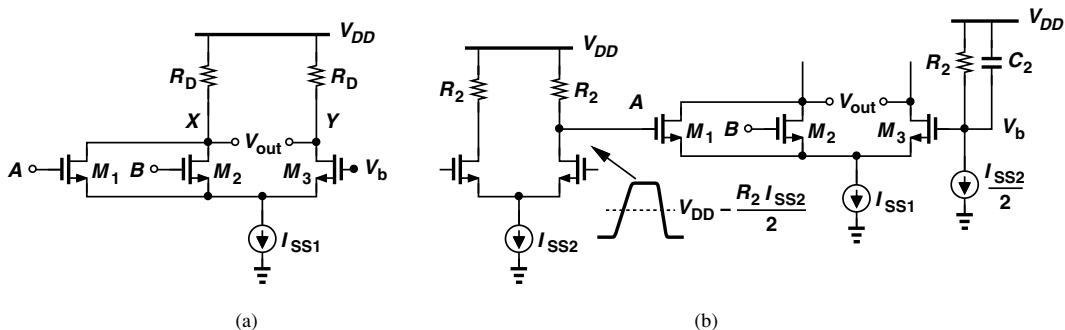 V_DD
R_D
R_D
X
Y
V_out
A
M_1
B
M_2
M_3
V_b
I_SS1
(a)
V_DD
R_2
R_2
I_SS2
V_DD – R_2 I_SS2 / 2
A
M_1
B
M_2
V_out
M_3
I_SS1
V_DD
R_2
C_2
V_b
I_SS2 / 2
(b)